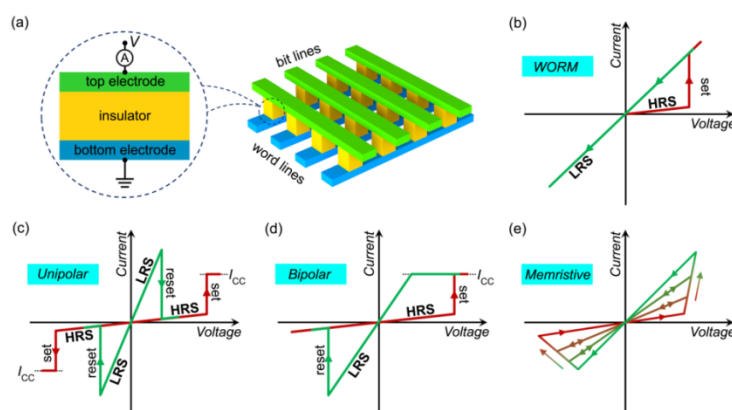 (a)
V
A
top electrode
insulator
bottom electrode
bit lines
word lines
(b)
WORM
Current
set
HRS
Voltage
LRS
(c)
Unipolar
Current
LRS
reset
I_CC
set
HRS
Voltage
HRS
set
reset
LRS
I_CC
(d)
Bipolar
Current
I_CC
set
HRS
Voltage
reset
LRS
(e)
Memristive
Current
Voltage